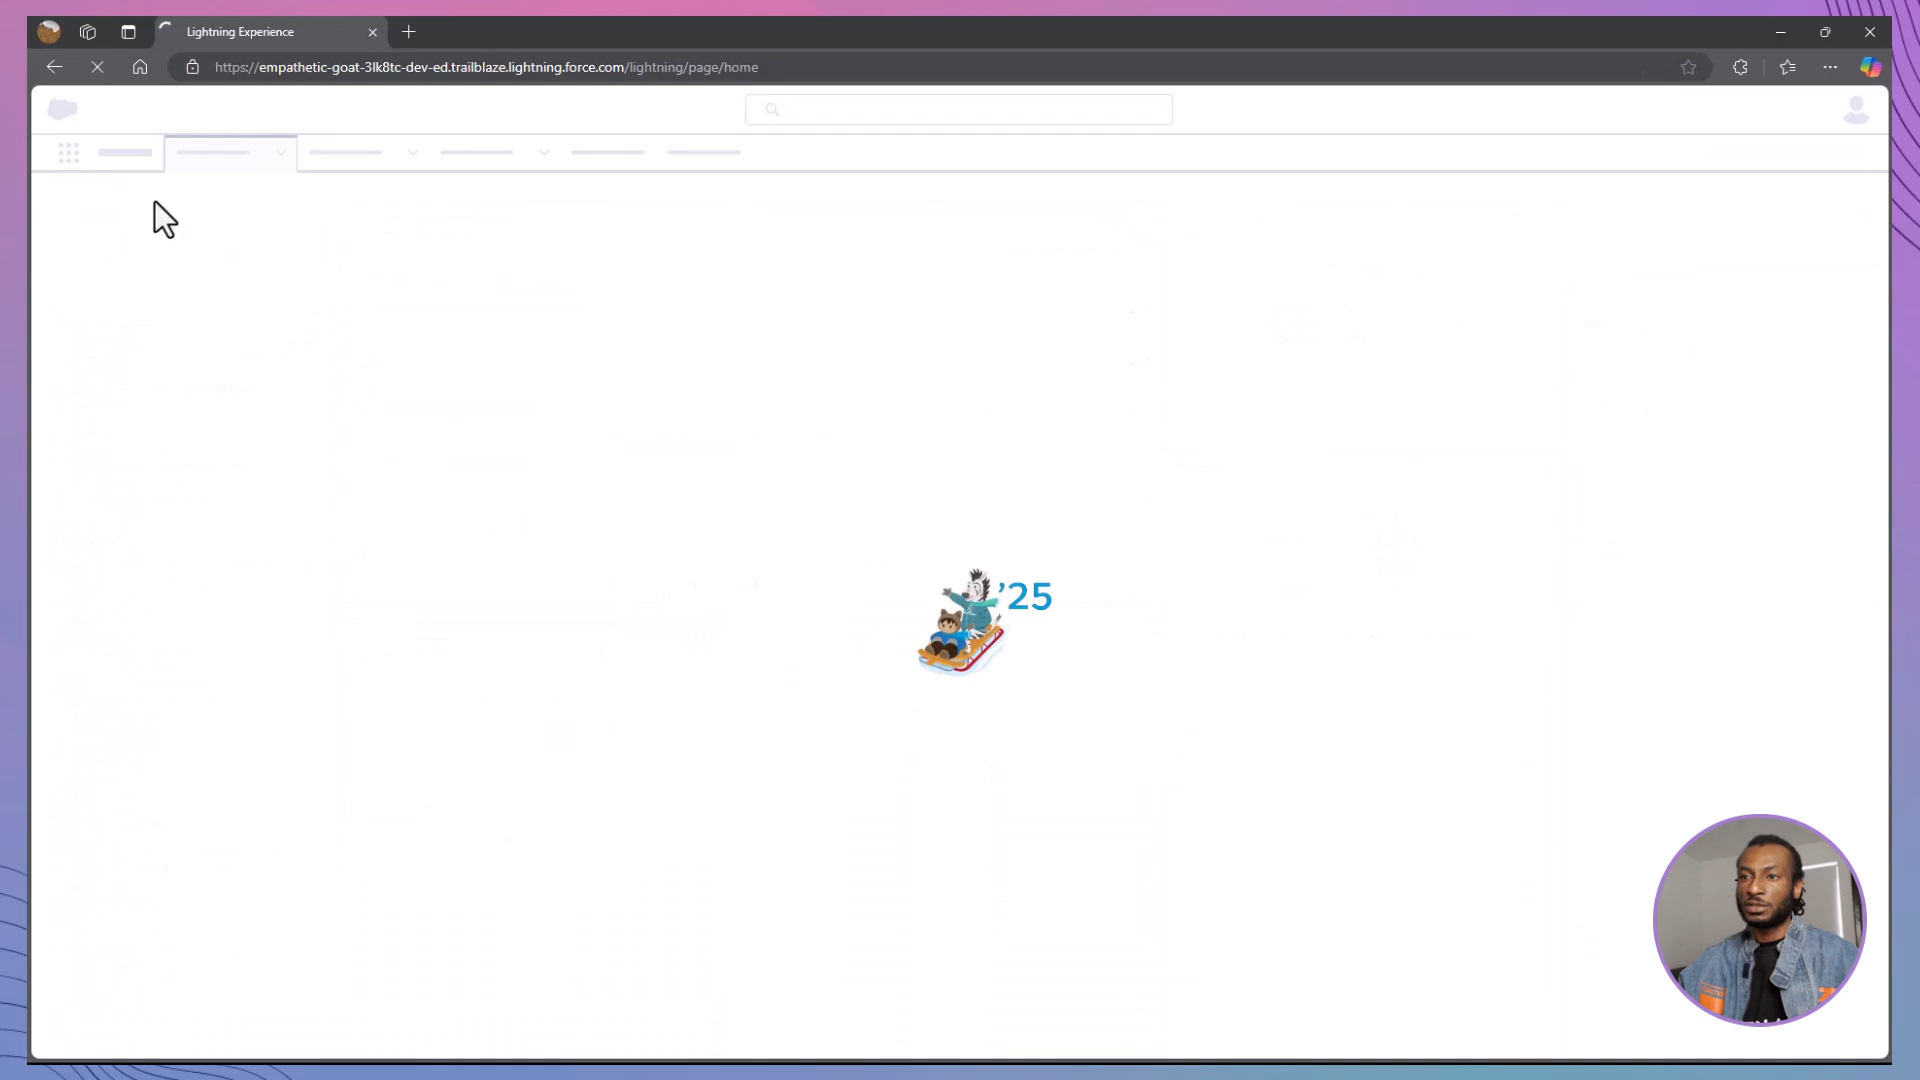 Lightning Experience
https://empathetic-goat-3lk8tc-dev-ed.trailblaze.lightning.force.com/lightning/page/home
’25